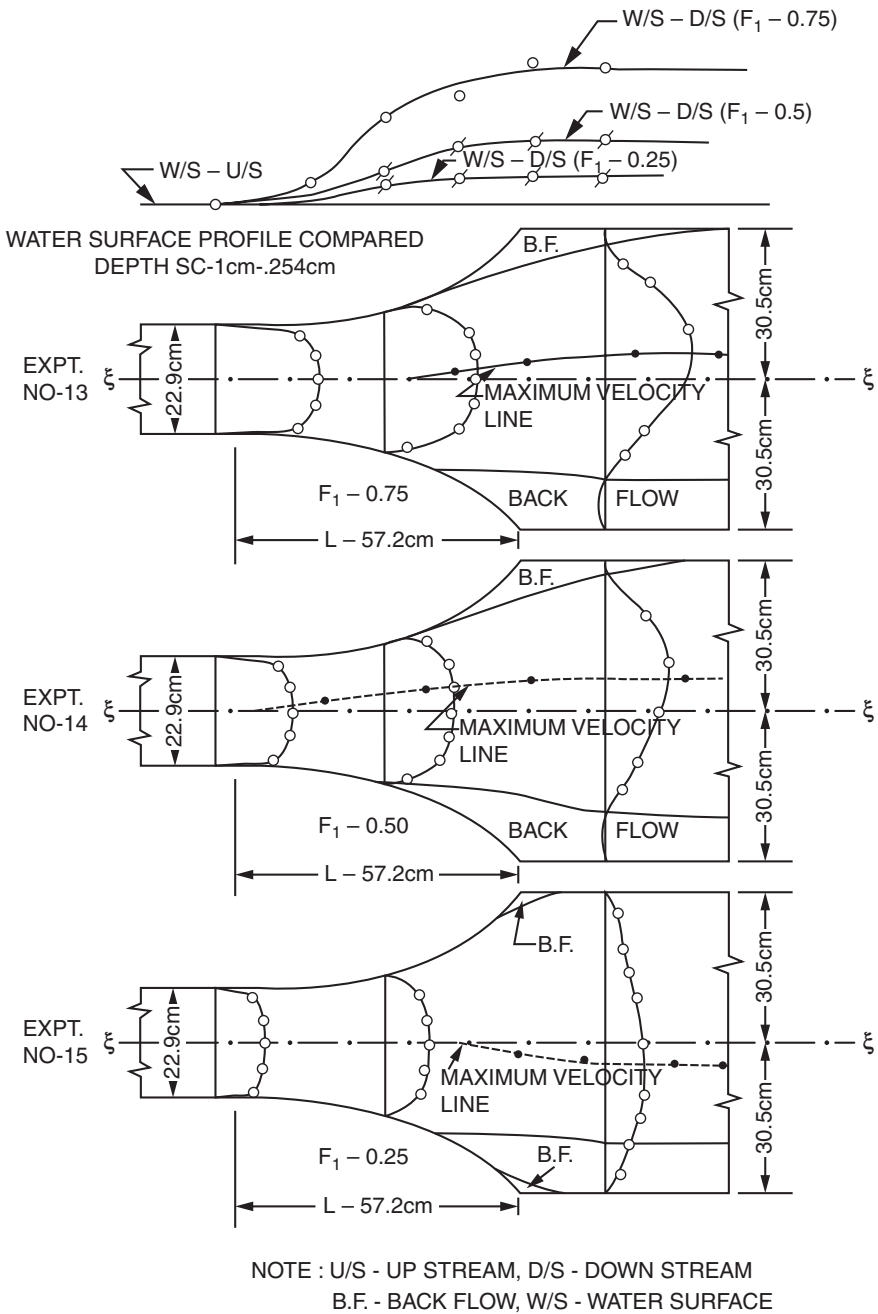 W/S – D/S (F1 – 0.75)
W/S – D/S (F1 – 0.5)
W/S – U/S
W/S – D/S (F1 – 0.25)
WATER SURFACE PROFILE COMPARED
DEPTH SC-1cm-.254cm
B.F.
30.5cm
EXPT.
NO-13
ξ
22.9cm
ξ
MAXIMUM VELOCITY
LINE
30.5cm
F1 – 0.75
BACK FLOW
L – 57.2cm
B.F.
30.5cm
EXPT.
NO-14
ξ
22.9cm
ξ
MAXIMUM VELOCITY
LINE
30.5cm
F1 – 0.50
BACK FLOW
L – 57.2cm
B.F.
30.5cm
EXPT.
NO-15
ξ
22.9cm
ξ
MAXIMUM VELOCITY
LINE
30.5cm
F1 – 0.25
B.F.
L – 57.2cm
NOTE : U/S - UP STREAM, D/S - DOWN STREAM
B.F. - BACK FLOW, W/S - WATER SURFACE